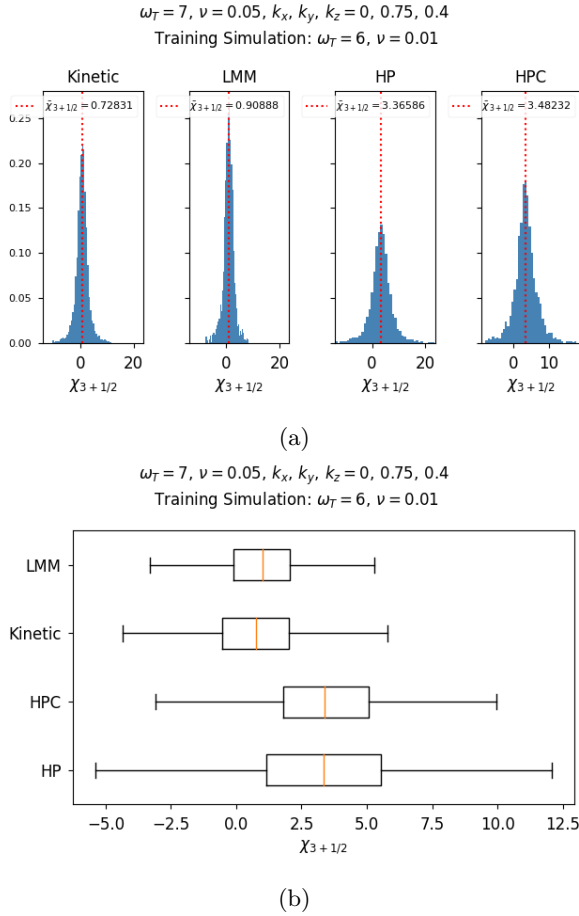 ω_T = 7, ν = 0.05, k_x, k_y, k_z = 0, 0.75, 0.4
Training Simulation: ω_T = 6, ν = 0.01
Kinetic LMM HP HPC
χ̄_{3+1/2} = 0.72831 χ̄_{3+1/2} = 0.90888 χ̄_{3+1/2} = 3.36586 χ̄_{3+1/2} = 3.48232
0.25
0.20
0.15
0.10
0.05
0.00
0 20 0 20 0 20 0 10
χ_{3+1/2} χ_{3+1/2} χ_{3+1/2} χ_{3+1/2}
(a)
ω_T = 7, ν = 0.05, k_x, k_y, k_z = 0, 0.75, 0.4
Training Simulation: ω_T = 6, ν = 0.01
LMM
Kinetic
HPC
HP
−5.0 −2.5 0.0 2.5 5.0 7.5 10.0 12.5
χ_{3+1/2}
(b)